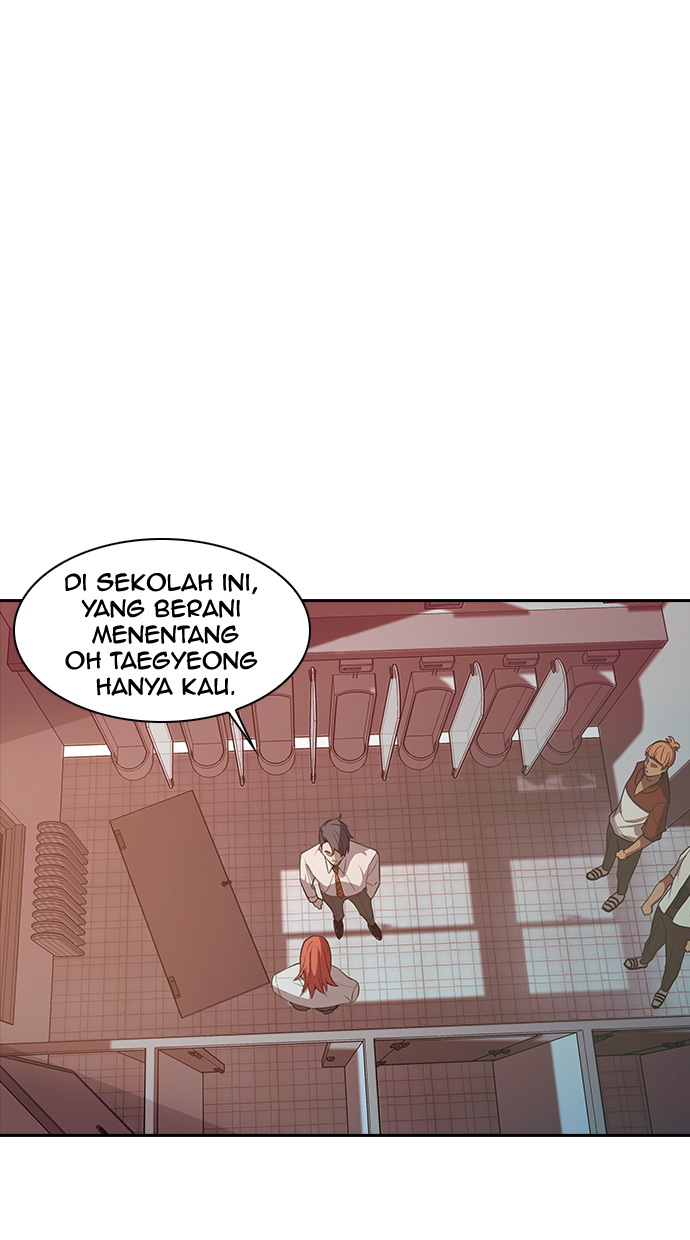 DI SEKOLAH INI,
YANG BERANI
MENENTANG
OH TAEGYEONG
HANYA KAU.